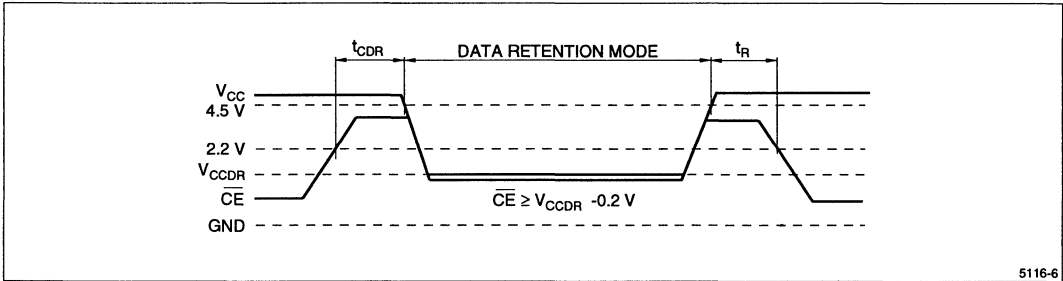 tCDR DATA RETENTION MODE tR
VCC
4.5 V
2.2 V
VCCDR
CE
CE ≥ VCCDR -0.2 V
GND
5116-6